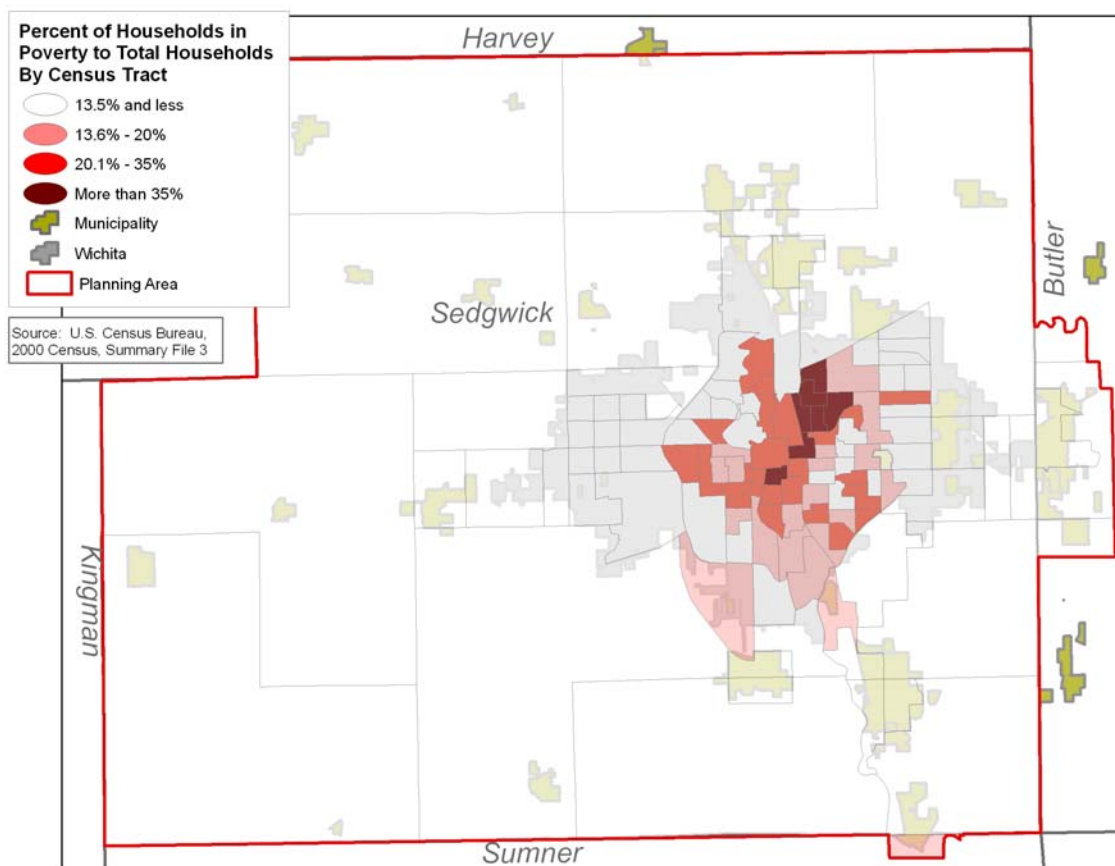 Percent of Households in
Poverty to Total Households
By Census Tract
13.5% and less
13.6% - 20%
20.1% - 35%
More than 35%
Municipality
Wichita
Planning Area
Source: U.S. Census Bureau,
2000 Census, Summary File 3
Harvey
Butler
Sedgwick
Kingman
Sumner